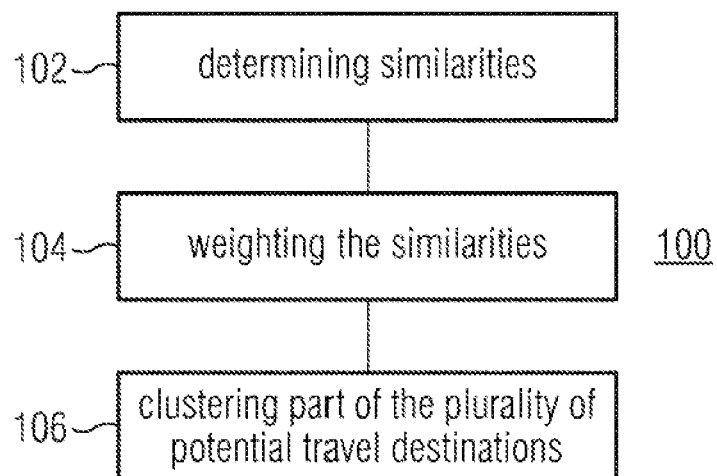 102 determining similarities
104 weighting the similarities 100
clustering part of the plurality of
106 potential travel destinations